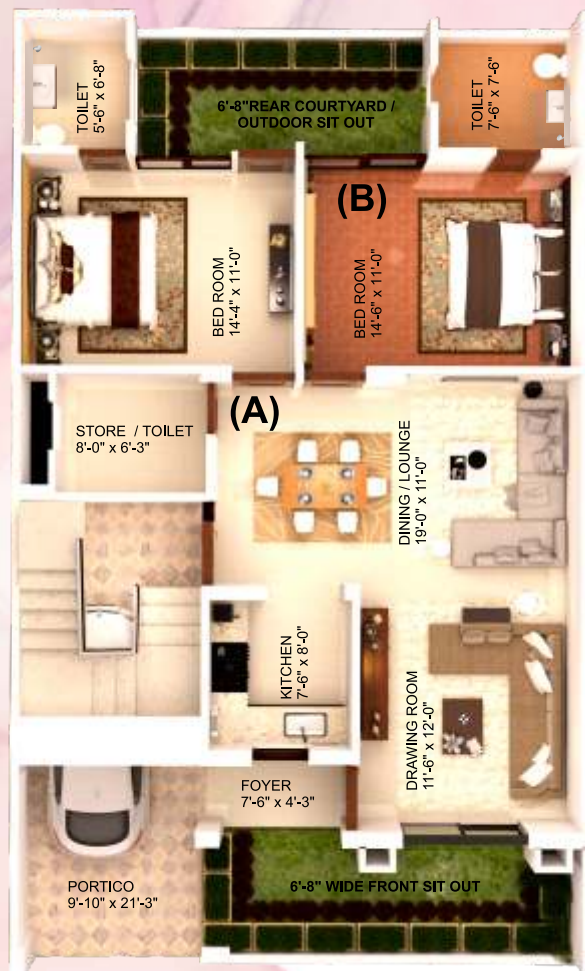 TOILET
5'-6" x 6'-8"
6'-8"REAR COURTYARD /
OUTDOOR SIT OUT
TOILET
7'-6" x 7'-6"
(B)
BED ROOM
14'-4" x 11'-0"
BED ROOM
14'-6" x 11'-0"
(A)
STORE / TOILET
8'-0" x 6'-3"
DINING / LOUNGE
19'-0" x 11'-0"
KITCHEN
7'-6" x 8'-0"
DRAWING ROOM
11'-6" x 12'-0"
FOYER
7'-6" x 4'-3"
PORTICO
9'-10" x 21'-3"
6'-8" WIDE FRONT SIT OUT